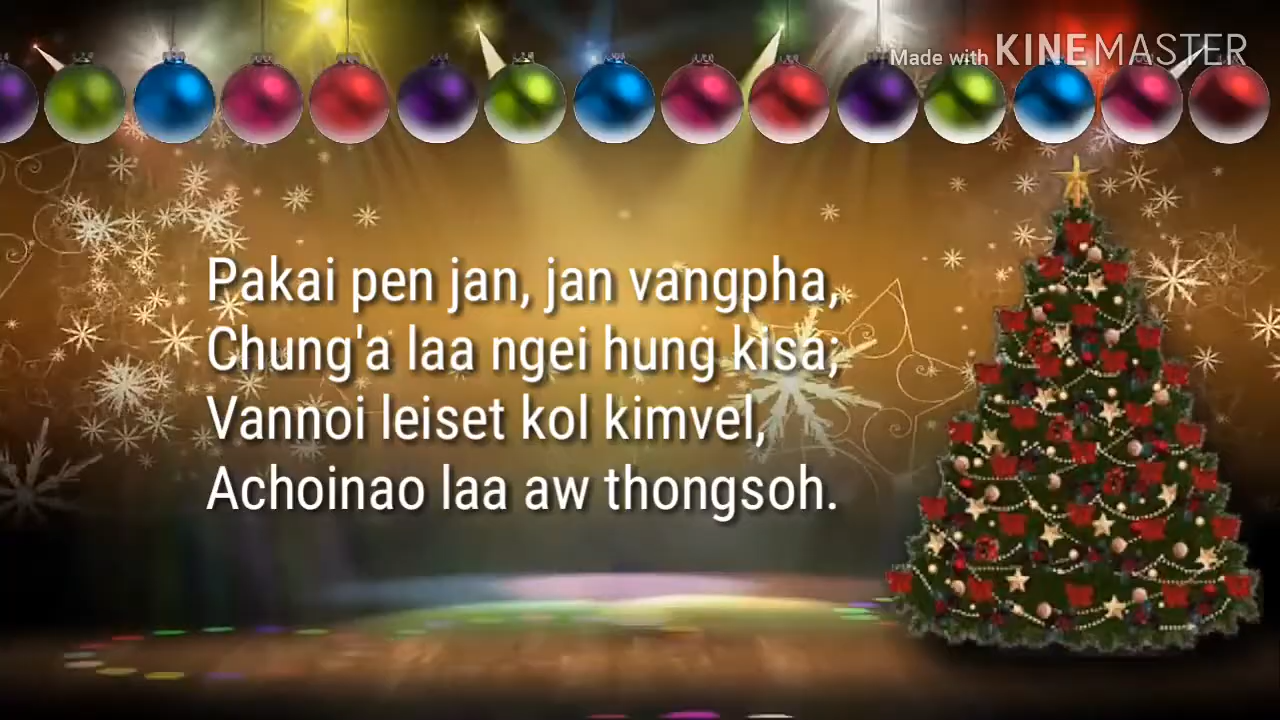 Made with KINEMASTER
Pakai pen jan, jan vangpha,
Chung'a laa ngei hung kisa;
Vannoi leiset kol kimvel,
Achoinao laa aw thongsoh.